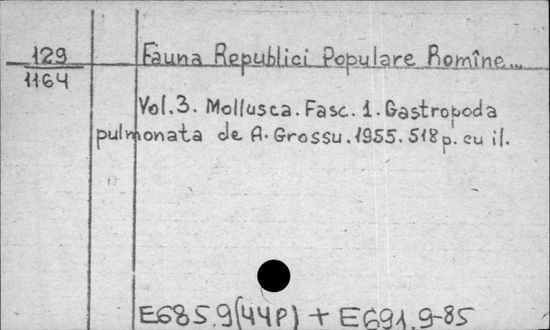 129
1164
Fauna Republici Populare Romîne...
Vol. 3. Mollusca. Fasc. 1. Gastropoda
pulmonata de A. Grossu. 1955. 518 p. cu il.
E685.9(44P) + E691.9-85